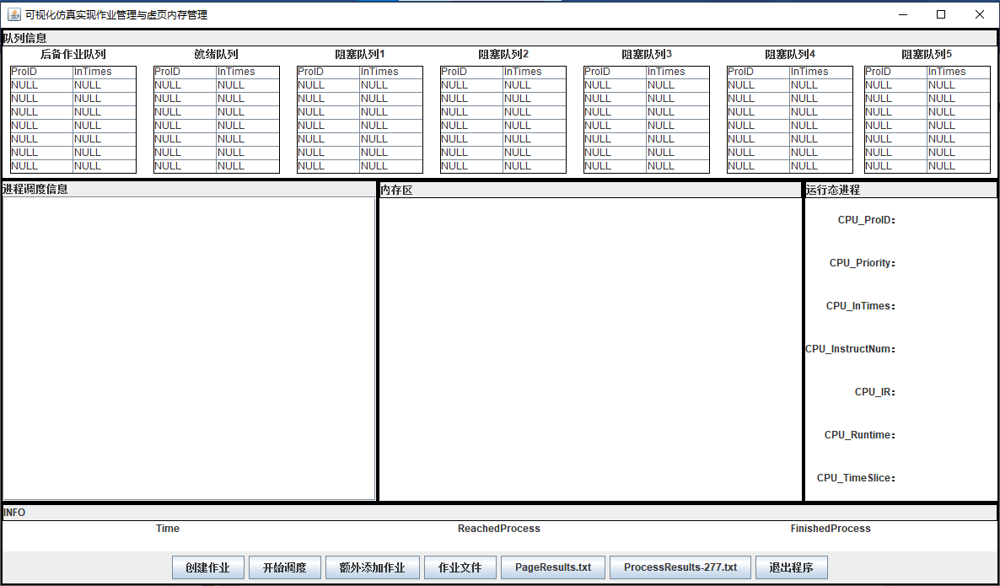 可视化仿真实现作业管理与虚页内存管理
队列信息
后备作业队列 就绪队列 阻塞队列1 阻塞队列2 阻塞队列3 阻塞队列4 阻塞队列5
ProID InTimes ProID InTimes ProID InTimes ProID InTimes ProID InTimes ProID InTimes ProID InTimes
NULL NULL NULL NULL NULL NULL NULL NULL NULL NULL NULL NULL NULL NULL
NULL NULL NULL NULL NULL NULL NULL NULL NULL NULL NULL NULL NULL NULL
NULL NULL NULL NULL NULL NULL NULL NULL NULL NULL NULL NULL NULL NULL
NULL NULL NULL NULL NULL NULL NULL NULL NULL NULL NULL NULL NULL NULL
NULL NULL NULL NULL NULL NULL NULL NULL NULL NULL NULL NULL NULL NULL
NULL NULL NULL NULL NULL NULL NULL NULL NULL NULL NULL NULL NULL NULL
NULL NULL NULL NULL NULL NULL NULL NULL NULL NULL NULL NULL NULL NULL
进程调度信息 内存区 运行态进程
CPU_ProID：
CPU_Priority：
CPU_InTimes：
CPU_InstructNum：
CPU_IR：
CPU_Runtime：
CPU_TimeSlice：
INFO
Time ReachedProcess FinishedProcess
创建作业 开始调度 额外添加作业 作业文件 PageResults.txt ProcessResults-277.txt 退出程序